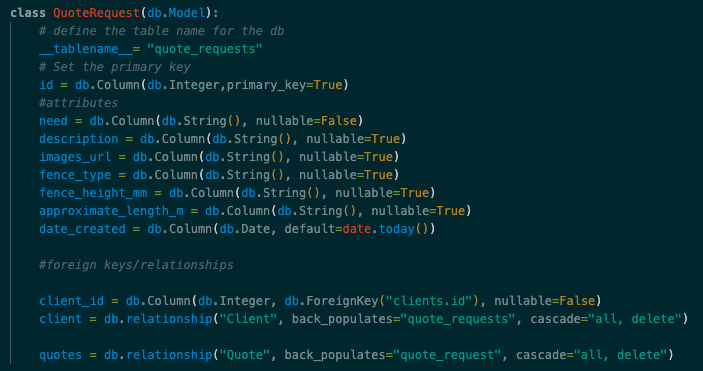 class QuoteRequest(db.Model):
    # define the table name for the db
    __tablename__= "quote_requests"
    # Set the primary key
    id = db.Column(db.Integer,primary_key=True)
    #attributes
    need = db.Column(db.String(), nullable=False)
    description = db.Column(db.String(), nullable=True)
    images_url = db.Column(db.String(), nullable=True)
    fence_type = db.Column(db.String(), nullable=True)
    fence_height_mm = db.Column(db.String(), nullable=True)
    approximate_length_m = db.Column(db.String(), nullable=True)
    date_created = db.Column(db.Date, default=date.today())
    #foreign keys/relationships
    client_id = db.Column(db.Integer, db.ForeignKey("clients.id"), nullable=False)
    client = db.relationship("Client", back_populates="quote_requests", cascade="all, delete")
    quotes = db.relationship("Quote", back_populates="quote_request", cascade="all, delete")